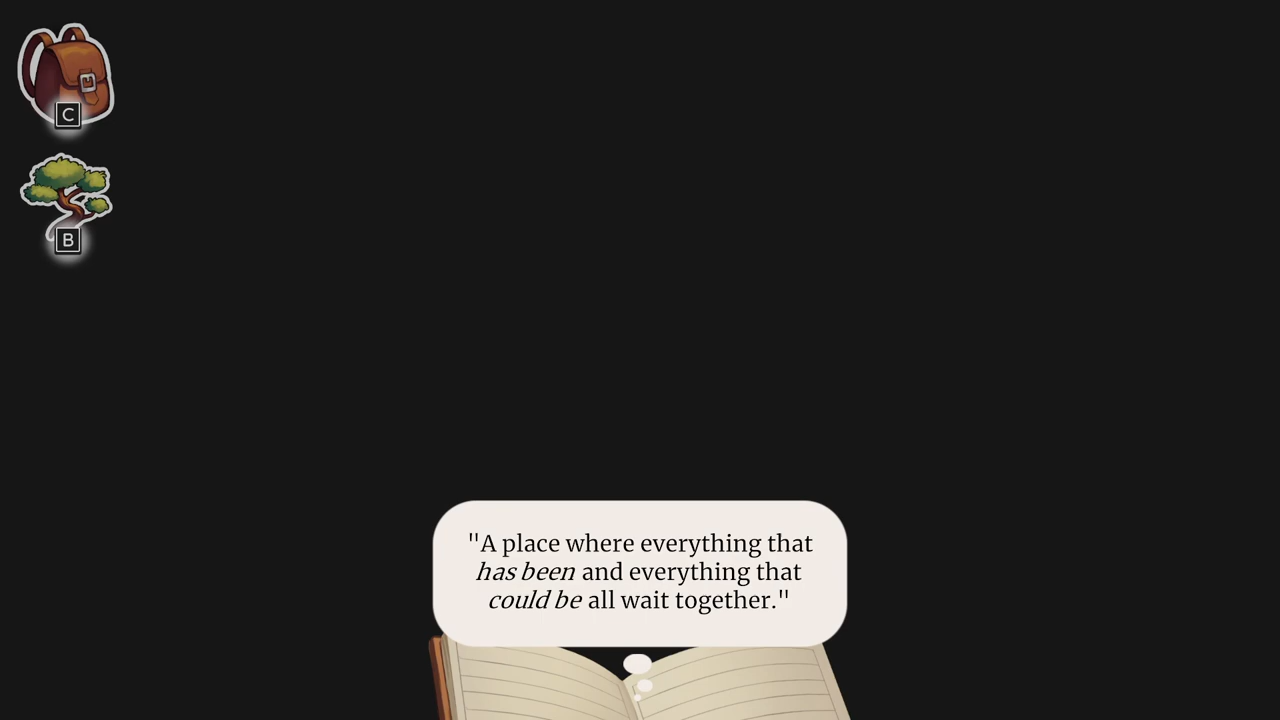 C
B
"A place where everything that
has been and everything that
could be all wait together."